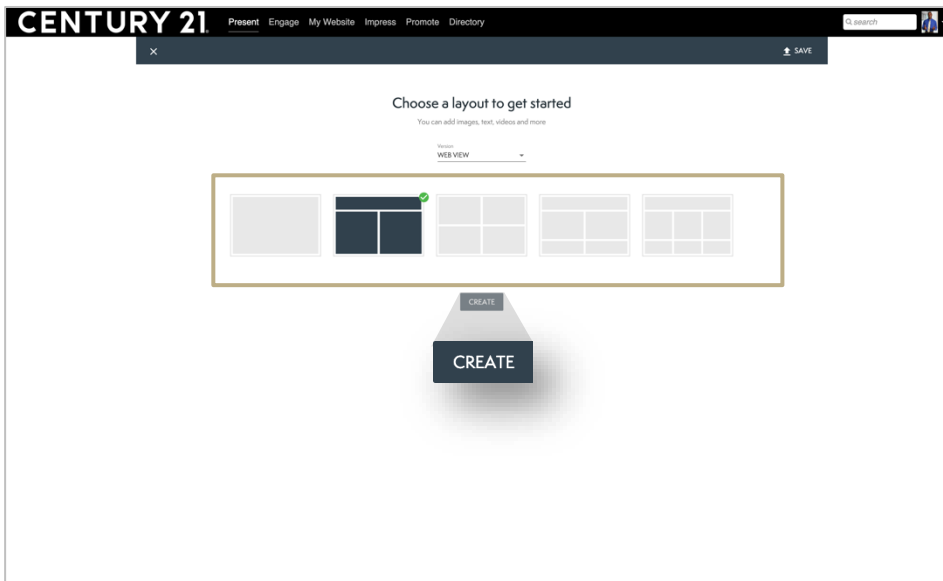 CENTURY 21. Present Engage My Website Impress Promote Directory search
SAVE
Choose a layout to get started
You can add images, text, videos and more
Version
WEB VIEW
CREATE
CREATE